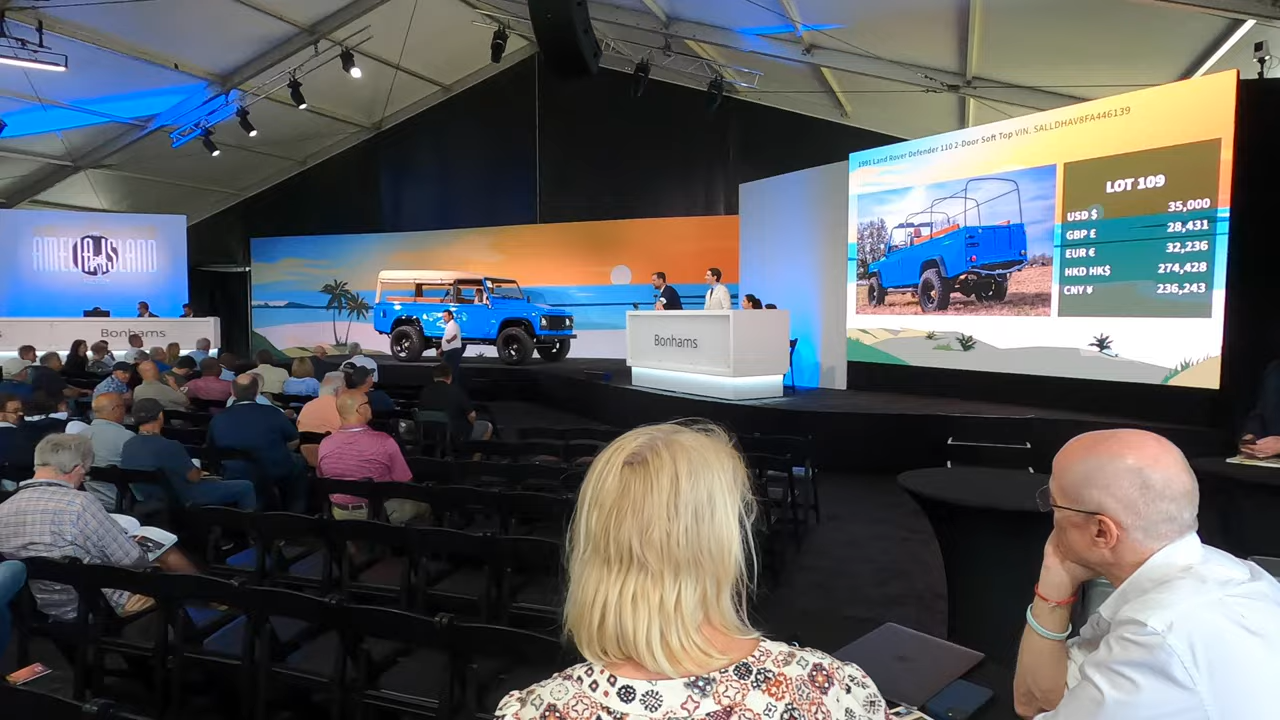 1991 Land Rover Defender 110 2-Door Soft Top VIN. SALLDHAV8FA446139
LOT 109
USD $ 35,000
GBP £ 28,431
EUR € 32,236
HKD HK$ 274,428
CNY ¥ 236,243
AMELIA ISLAND
Bonhams
Bonhams